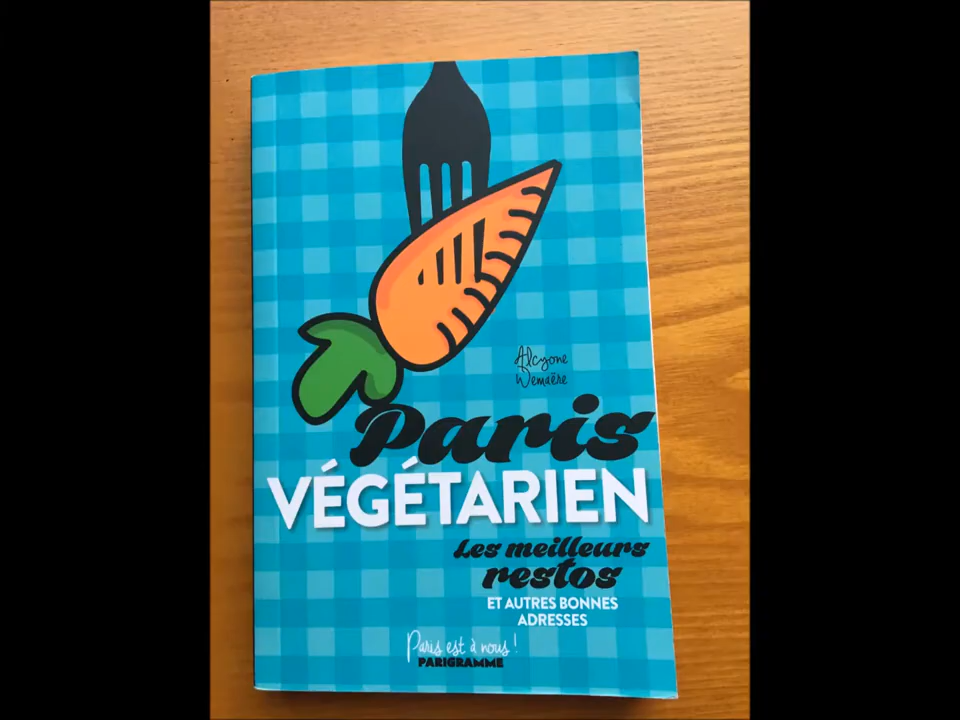 Alcyone
Wemaëre
Paris
VÉGÉTARIEN
Les meilleurs
restos
ET AUTRES BONNES
ADRESSES
Paris est à nous !
PARIGRAMME